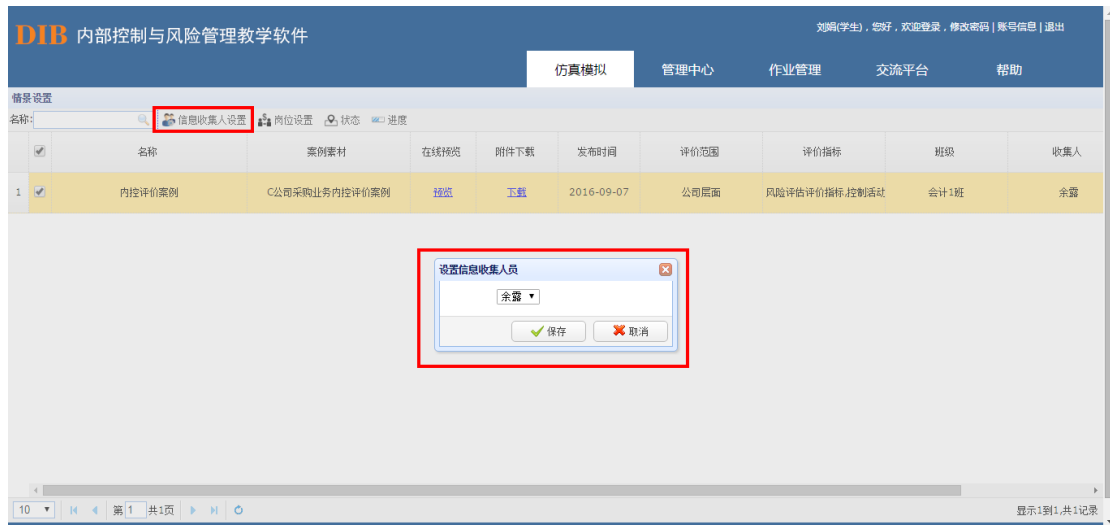 DIB 内部控制与风险管理教学软件
刘娟(学生)，您好，欢迎登录，修改密码 | 账号信息 | 退出
仿真模拟 管理中心 作业管理 交流平台 帮助
情景设置
名称: 信息收集人设置 岗位设置 状态 进度
名称 案例素材 在线预览 附件下载 发布时间 评价范围 评价指标 班级 收集人
1 内控评价案例 C公司采购业务内控评价案例 预览 下载 2016-09-07 公司层面 风险评估评价指标,控制活动 会计1班 余露
设置信息收集人员
余露
保存 取消
10 第 1 共1页 显示1到1,共1记录